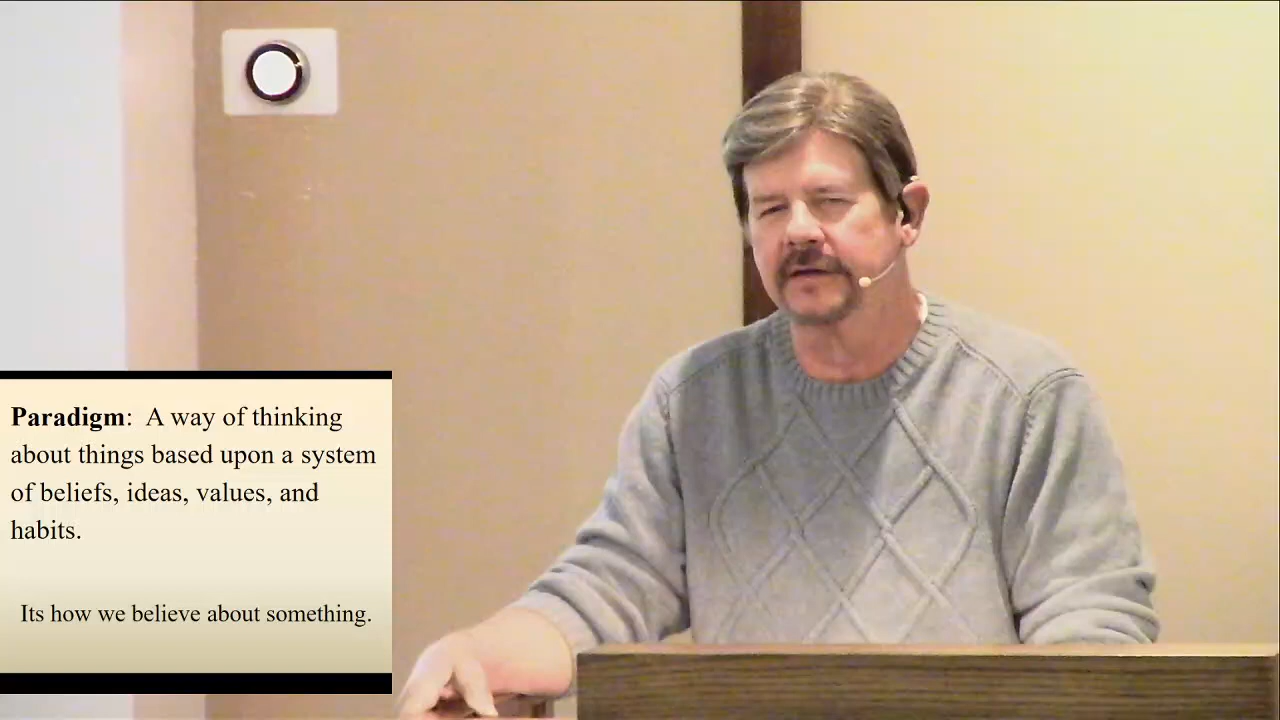 Paradigm:  A way of thinking
about things based upon a system
of beliefs, ideas, values, and
habits.
Its how we believe about something.